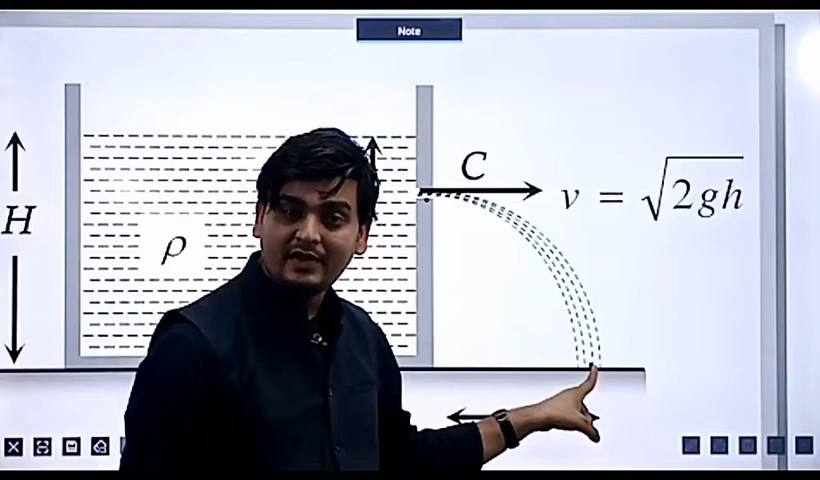 Note
C
v = √2gh
H
ρ